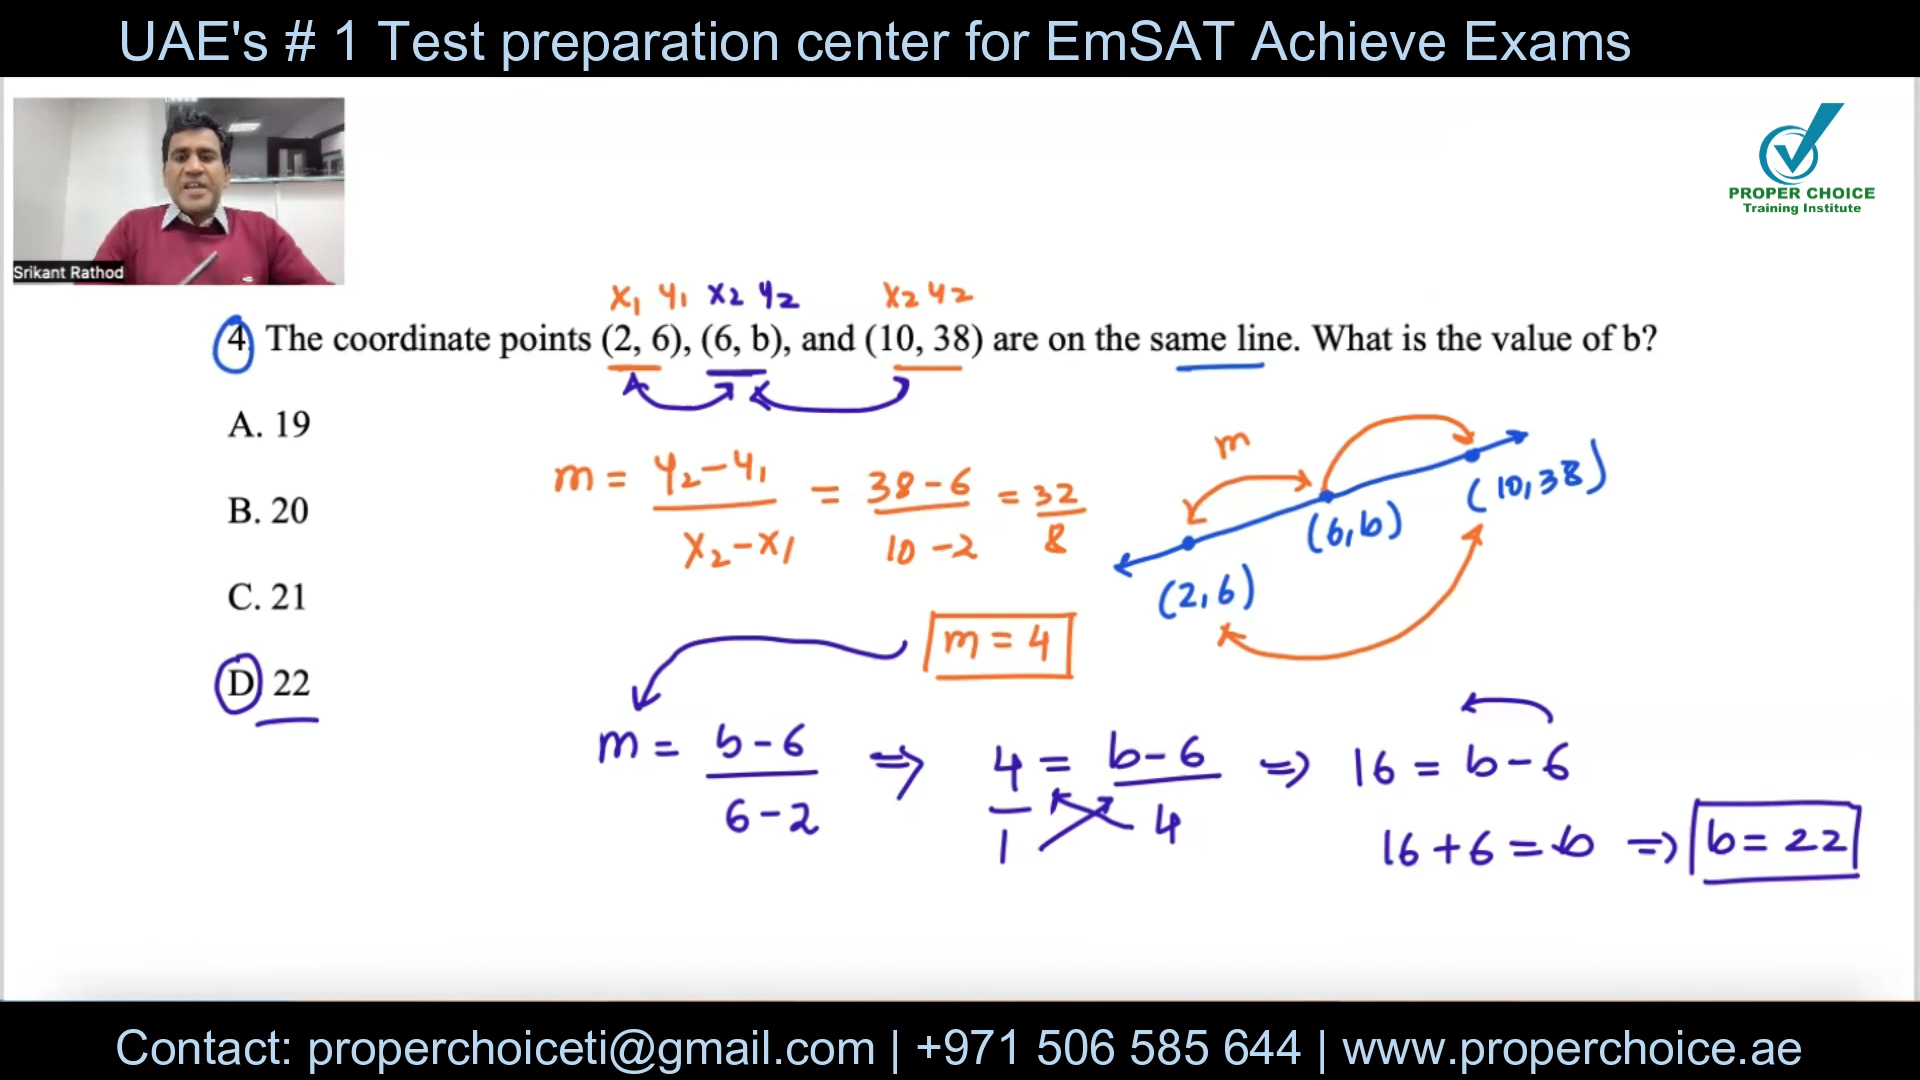 UAE's # 1 Test preparation center for EmSAT Achieve Exams
PROPER CHOICE
Training Institute
Srikant Rathod
x₁ y₁ x₂ y₂ x₂ y₂
4. The coordinate points (2, 6), (6, b), and (10, 38) are on the same line. What is the value of b?
A. 19
B. 20
C. 21
D. 22
m = y₂-y₁ / x₂-x₁ = 38-6 / 10-2 = 32/8
m = 4
m
(2,6)
(6,b)
(10,38)
m = b-6 / 6-2 ⇒ 4/1 = b-6 / 4 ⇒ 16 = b-6
16+6 = b ⇒ b = 22
Contact: properchoiceti@gmail.com | +971 506 585 644 | www.properchoice.ae